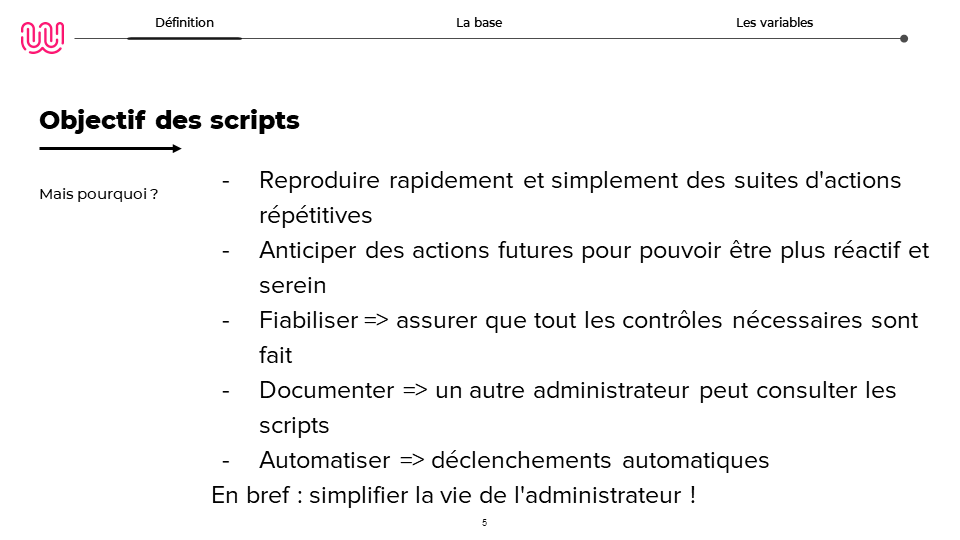 Définition
La base
Les variables
Objectif des scripts
Mais pourquoi ?
- Reproduire rapidement et simplement des suites d'actions
répétitives
- Anticiper des actions futures pour pouvoir être plus réactif et
serein
- Fiabiliser => assurer que tout les contrôles nécessaires sont
fait
- Documenter => un autre administrateur peut consulter les
scripts
- Automatiser => déclenchements automatiques
En bref : simplifier la vie de l'administrateur !
5